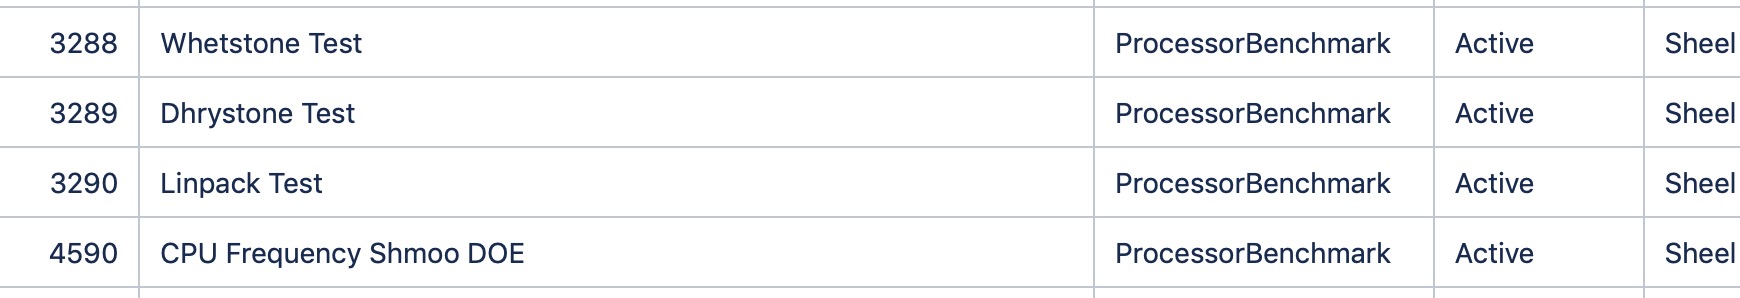 3288 Whetstone Test ProcessorBenchmark Active Sheel
3289 Dhrystone Test ProcessorBenchmark Active Sheel
3290 Linpack Test ProcessorBenchmark Active Sheel
4590 CPU Frequency Shmoo DOE ProcessorBenchmark Active Sheel